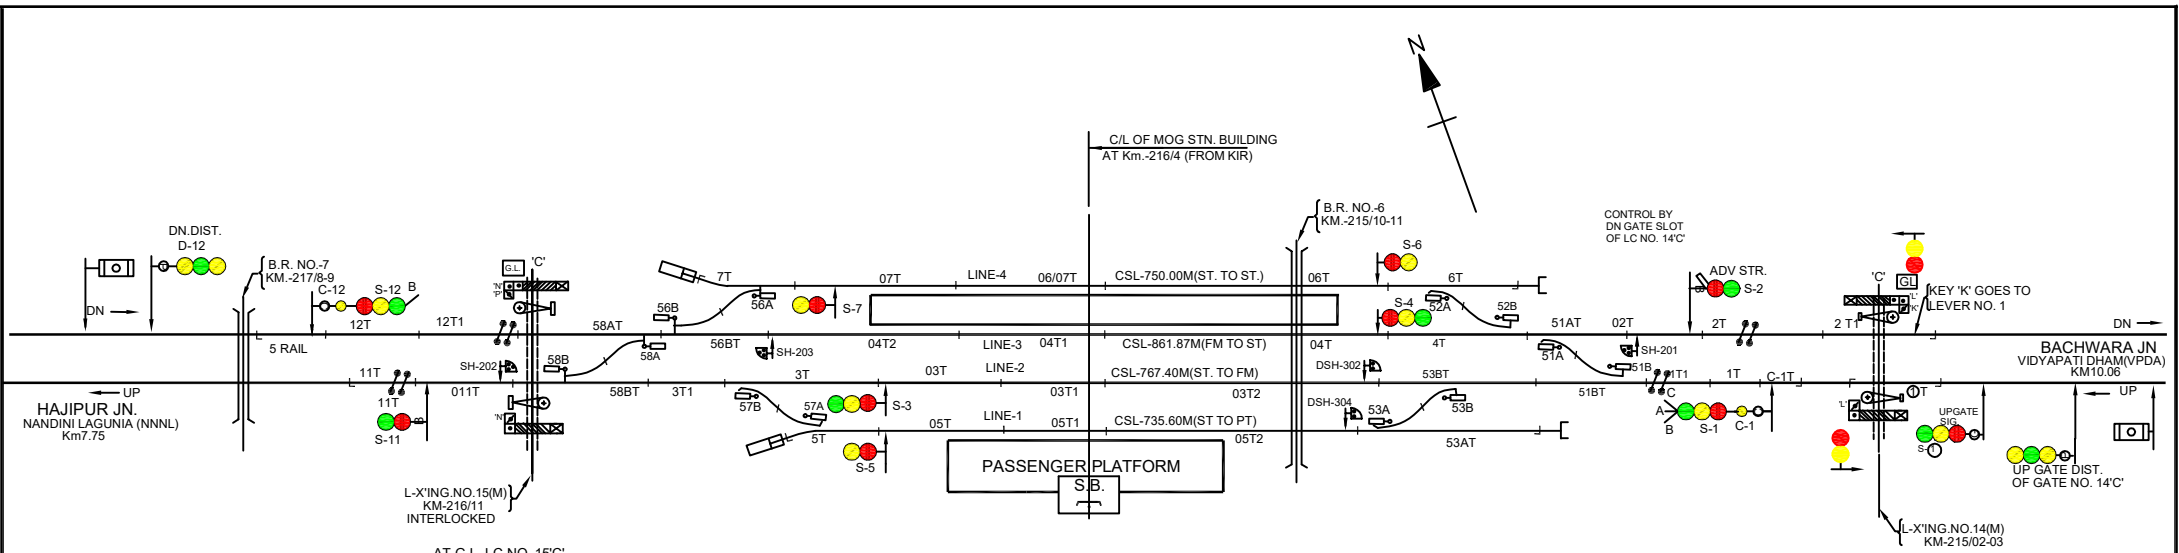 N
C/L OF MOG STN. BUILDING
AT Km.-216/4 (FROM KIR)
B.R. NO.-6
KM.-215/10-11
CONTROL BY
DN GATE SLOT
OF LC NO. 14'C'
DN.DIST.
D-12
B.R. NO.-7
KM.-217/8-9
C-12
S-12
B
G.L.
'C'
'N'
'P'
7T
07T
LINE-4
06/07T
CSL-750.00M(ST. TO ST.)
06T
S-6
6T
ADV STR.
S-2
'C'
GL
'L'
'K'
KEY 'K' GOES TO
LEVER NO. 1
DN
12T
12T1
58AT
56B
56A
S-7
S-4
52A
52B
51AT
02T
2T
2 T1
DN
5 RAIL
58A
56BT
04T2
LINE-3
04T1
CSL-861.87M(FM TO ST)
04T
4T
51A
51B
SH-201
BACHWARA JN
VIDYAPATI DHAM(VPDA)
KM10.06
SH-202
58B
SH-203
11T
011T
58BT
3T1
3T
03T
LINE-2
03T1
CSL-767.40M(ST. TO FM)
03T2
DSH-302
53BT
51BT
1T1
1T
C-1T
1T
UP
UP
HAJIPUR JN.
NANDINI LAGUNIA (NNNL)
Km7.75
11T
S-11
'N'
57B
57A
S-3
LINE-1
CSL-735.60M(ST TO PT)
DSH-304
53A
53B
C
A
B
S-1
C-1
'L'
UPGATE
SIG.
S-1
5T
05T
05T1
05T2
53AT
S-5
PASSENGER PLATFORM
S.B.
UP GATE DIST.
OF GATE NO. 14'C'
L-X'ING.NO.15(M)
KM-216/11
INTERLOCKED
L-X'ING.NO.14(M)
KM-215/02-03
AT G.L. LC NO. 15'C'